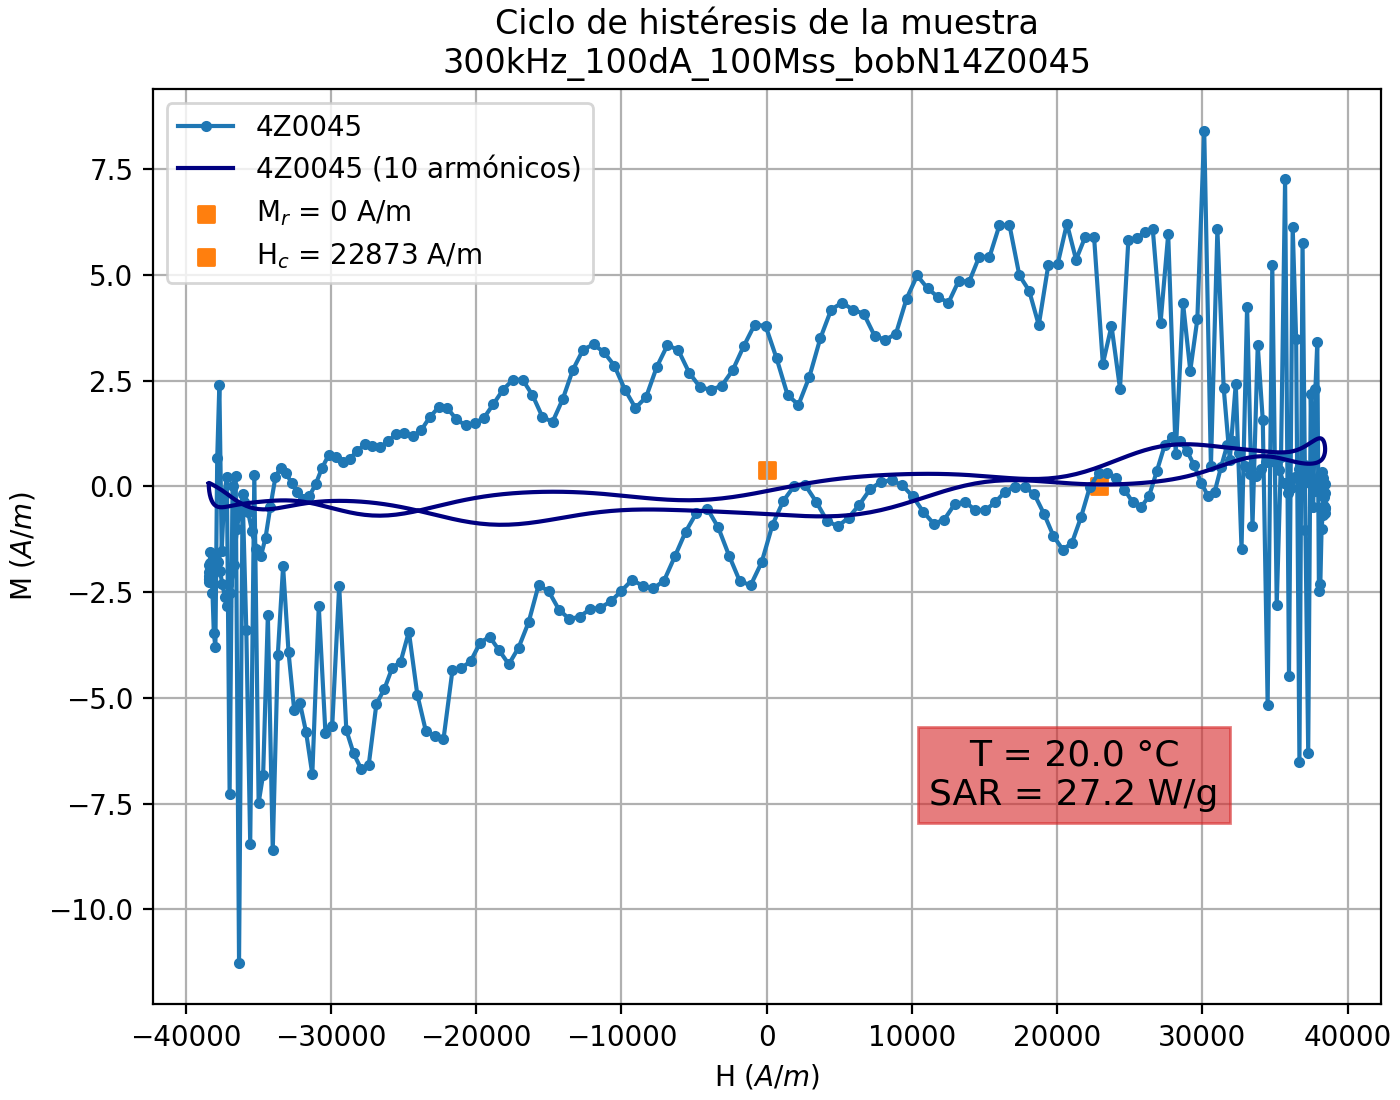 Ciclo de histéresis de la muestra
300kHz_100dA_100Mss_bobN14Z0045
4Z0045
4Z0045 (10 armónicos)
Mᵣ = 0 A/m
H_c = 22873 A/m
7.5
5.0
2.5
0.0
−2.5
−5.0
−7.5
−10.0
M (A/m)
T = 20.0 °C
SAR = 27.2 W/g
−40000 −30000 −20000 −10000 0 10000 20000 30000 40000
H (A/m)